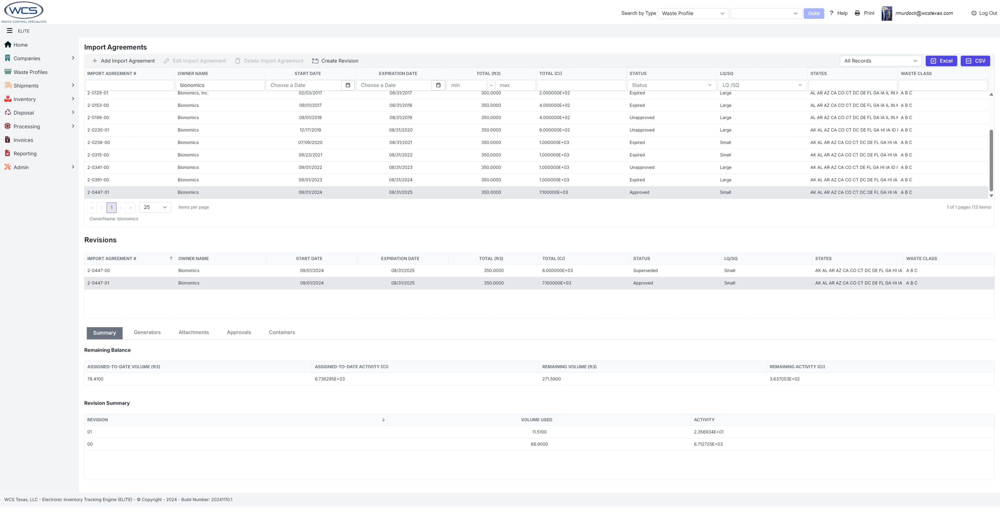 WCS
WASTE CONTROL SPECIALISTS
Search by Type Waste Profile Goto ? Help Print rmurdock@wcstexas.com Log Out
ELITE
Home
Companies
Waste Profiles
Shipments
Inventory
Disposal
Processing
Invoices
Reporting
Admin
Import Agreements
Add Import Agreement Edit Import Agreement Delete Import Agreement Create Revision All Records Excel CSV
IMPORT AGREEMENT # OWNER NAME START DATE EXPIRATION DATE TOTAL (ft3) TOTAL (Ci) STATUS LQ/SQ STATES WASTE CLASS
bionomics Choose a Date Choose a Date min - max Status LQ /SQ
2-0129-01 Bionomics, Inc. 02/03/2017 08/31/2017 300.0000 2.000000E+02 Expired Large AL AR AZ CA CO CT DC DE FL GA IA IL IN A B C
2-0153-00 Bionomics 09/01/2017 08/31/2018 350.0000 4.000000E+02 Expired Large AL AR AZ CA CO CT DC DE FL GA IA IL IN A B C
2-0198-00 Bionomics 09/01/2018 08/31/2019 350.0000 4.000000E+02 Unapproved Large AL AR AZ CA CO CT DC DE FL GA IA IL IN A B C
2-0230-01 Bionomics 12/17/2019 08/31/2020 350.0000 9.000000E+02 Unapproved Large AK AL AZ CA CO CT DC DE FL GA HI IA ID A B C
2-0258-00 Bionomics 07/09/2020 08/31/2021 350.0000 1.000000E+03 Expired Small AK AL AR AZ CA CO CT DC DE FL GA HI IA A B C
2-0315-00 Bionomics 09/23/2021 08/31/2022 350.0000 1.000000E+03 Expired Small AK AL AR AZ CA CO CT DC DE FL GA HI IA A B C
2-0341-00 Bionomics 09/01/2022 08/31/2023 350.0000 1.000000E+03 Unapproved Large AK AL AR AZ CA CO CT DE FL GA HI IA ID A B C
2-0391-00 Bionomics 09/01/2023 08/31/2024 350.0000 1.000000E+03 Expired Large AK AL AR AZ CA CO CT DC DE FL GA HI IA A B C
2-0447-01 Bionomics 09/01/2024 08/31/2025 350.0000 7.100000E+03 Approved Small AK AL AR AZ CA CO CT DC DE FL GA HI IA A B C
« ‹ 1 › » 25 Items per page 1 of 1 pages (13 items)
OwnerName: bionomics
Revisions
IMPORT AGREEMENT # OWNER NAME START DATE EXPIRATION DATE TOTAL (ft3) TOTAL (Ci) STATUS LQ/SQ STATES WASTE CLASS
2-0447-00 Bionomics 09/01/2024 08/31/2025 350.0000 6.000000E+03 Superseded Small AK AL AR AZ CA CO CT DC DE FL GA HI IA A B C
2-0447-01 Bionomics 09/01/2024 08/31/2025 350.0000 7.100000E+03 Approved Small AK AL AR AZ CA CO CT DC DE FL GA HI IA A B C
Summary Generators Attachments Approvals Containers
Remaining Balance
ASSIGNED-TO-DATE VOLUME (ft3) ASSIGNED-TO-DATE ACTIVITY (Ci) REMAINING VOLUME (ft3) REMAINING ACTIVITY (Ci)
78.4100 6.736295E+03 271.5900 3.637053E+02
Revision Summary
REVISION VOLUME USED ACTIVITY
01 11.5100 2.356934E+01
00 66.9000 6.712725E+03
WCS Texas, LLC - Electronic Inventory Tracking Engine (ELITE) - © Copyright - 2024 - Build Number: 20241110.1